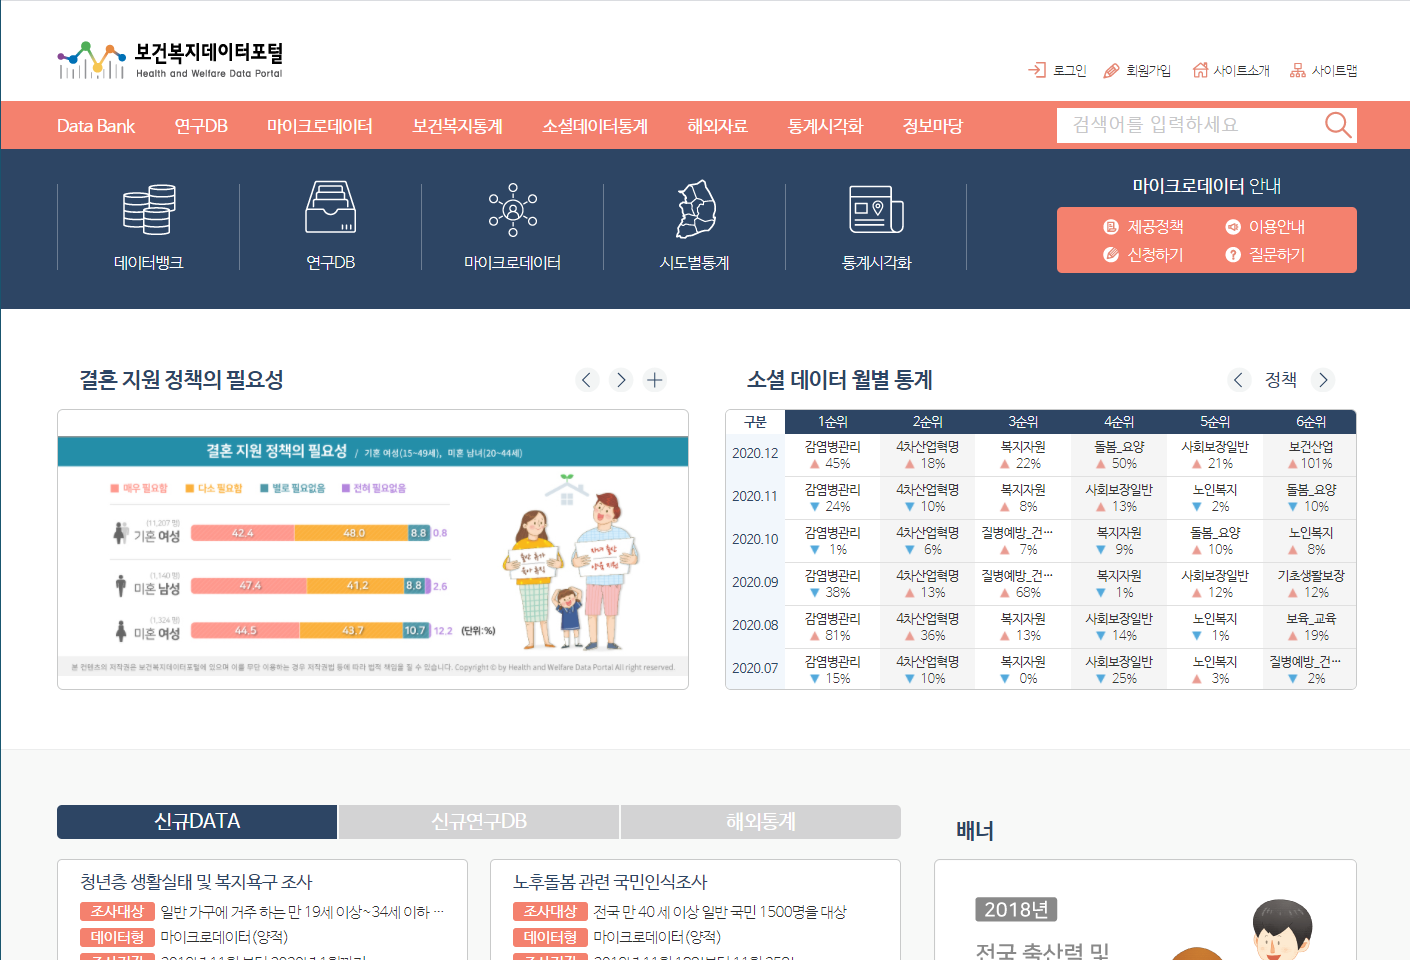 보건복지데이터포털
Health and Welfare Data Portal
로그인 회원가입 사이트소개 사이트맵
Data Bank 연구DB 마이크로데이터 보건복지통계 소셜데이터통계 해외자료 통계시각화 정보마당 검색어를 입력하세요
데이터뱅크 연구DB 마이크로데이터 시도별통계 통계시각화
마이크로데이터 안내
제공정책 이용안내
신청하기 질문하기
결혼 지원 정책의 필요성
결혼 지원 정책의 필요성 / 기혼 여성(15~49세), 미혼 남녀(20~44세)
매우 필요함 다소 필요함 별로 필요없음 전혀 필요없음
(11,207 명)
기혼 여성 42.4 48.0 8.8 0.8
(1,140 명)
미혼 남성 47.4 41.2 8.8 2.6
(1,324 명)
미혼 여성 44.5 43.7 10.7 12.2 (단위:%)
본 컨텐츠의 저작권은 보건복지데이터포털에 있으며 이를 무단 이용하는 경우 저작권법 등에 따라 법적 책임을 질 수 있습니다. Copyright © by Health and Welfare Data Portal All right reserved.
소셜 데이터 월별 통계 정책
구분 1순위 2순위 3순위 4순위 5순위 6순위
2020.12 감염병관리 4차산업혁명 복지자원 돌봄_요양 사회보장일반 보건산업
▲ 45% ▲ 18% ▲ 22% ▲ 50% ▲ 21% ▲ 101%
2020.11 감염병관리 4차산업혁명 복지자원 사회보장일반 노인복지 돌봄_요양
▼ 24% ▼ 10% ▲ 8% ▲ 13% ▼ 2% ▼ 10%
2020.10 감염병관리 4차산업혁명 질병예방_건… 복지자원 돌봄_요양 노인복지
▼ 1% ▼ 6% ▲ 7% ▼ 9% ▲ 10% ▲ 8%
2020.09 감염병관리 4차산업혁명 질병예방_건… 복지자원 사회보장일반 기초생활보장
▼ 38% ▲ 13% ▲ 68% ▼ 1% ▲ 12% ▲ 12%
2020.08 감염병관리 4차산업혁명 복지자원 사회보장일반 노인복지 보육_교육
▲ 81% ▲ 36% ▲ 13% ▼ 14% ▼ 1% ▲ 19%
2020.07 감염병관리 4차산업혁명 복지자원 사회보장일반 노인복지 질병예방_건…
▼ 15% ▼ 10% ▼ 0% ▼ 25% ▲ 3% ▼ 2%
신규DATA 신규연구DB 해외통계
청년층 생활실태 및 복지욕구 조사
조사대상 일반 가구에 거주 하는 만 19세 이상~34세 이하 …
데이터형 마이크로데이터(양적)
노후돌봄 관련 국민인식조사
조사대상 전국 만 40 세 이상 일반 국민 1500명을 대상
데이터형 마이크로데이터(양적)
배너
2018년
전국 출산력 및